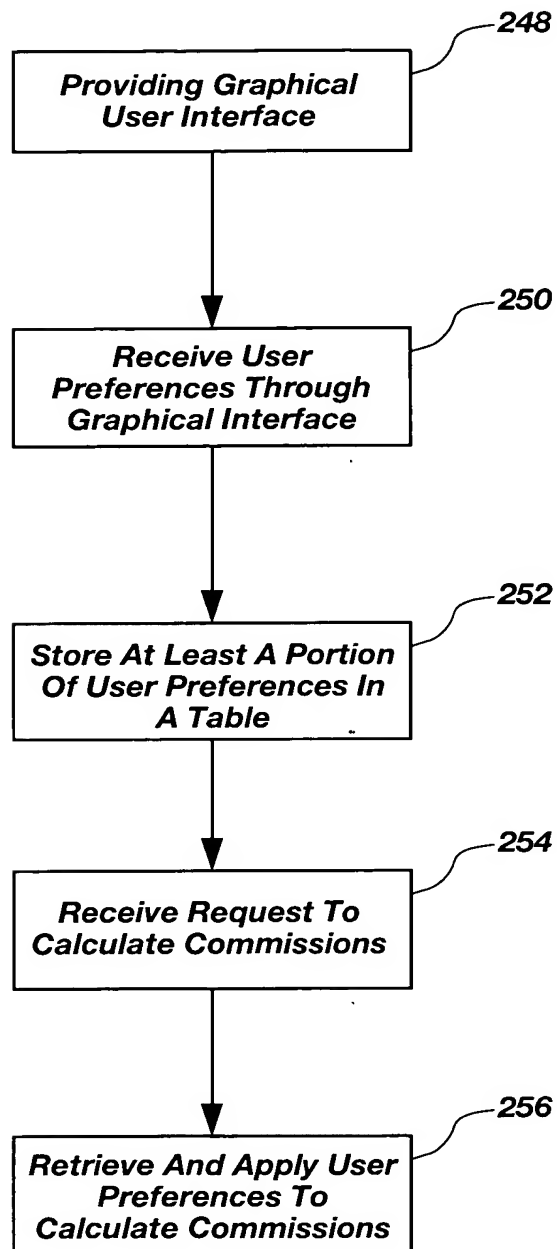 248
Providing Graphical
User Interface
250
Receive User
Preferences Through
Graphical Interface
252
Store At Least A Portion
Of User Preferences In
A Table
254
Receive Request To
Calculate Commissions
256
Retrieve And Apply User
Preferences To
Calculate Commissions